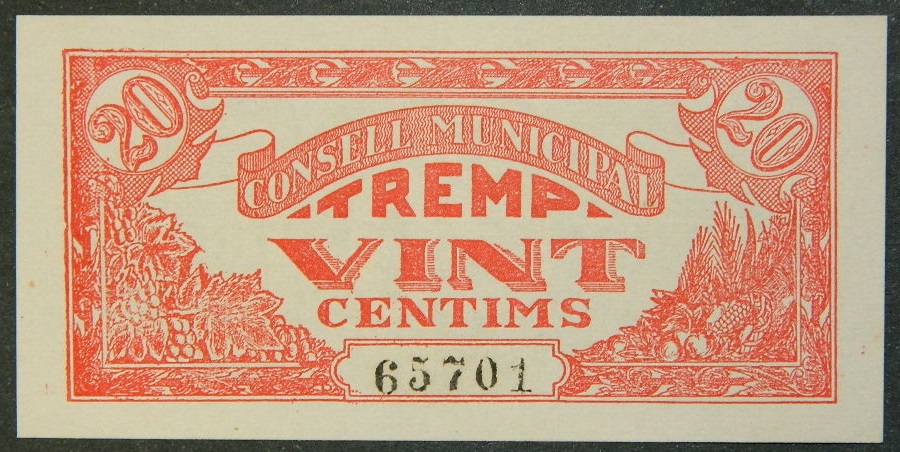 20 20
CONSELL MUNICIPAL
TREMP
VINT
CENTIMS
65701